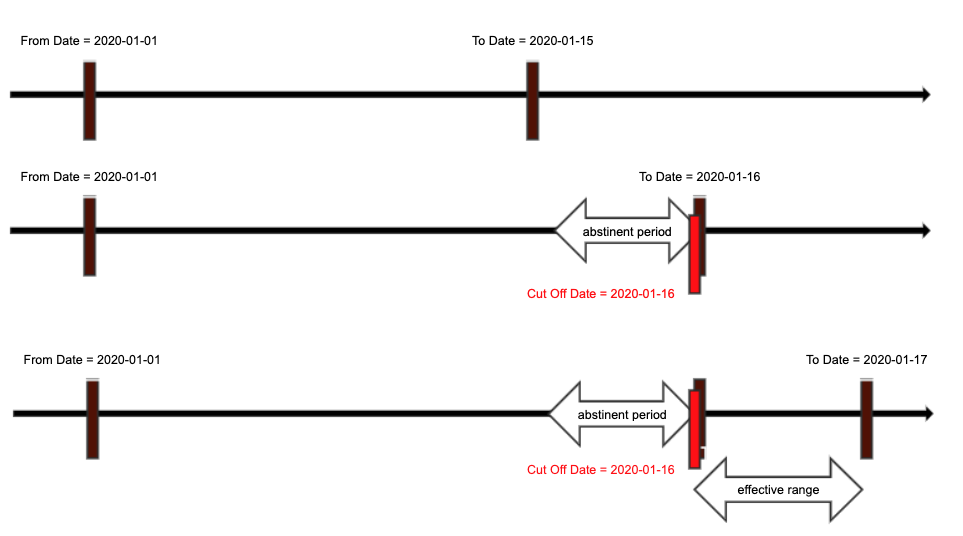 From Date = 2020-01-01
To Date = 2020-01-15
From Date = 2020-01-01
To Date = 2020-01-16
abstinent period
Cut Off Date = 2020-01-16
From Date = 2020-01-01
To Date = 2020-01-17
abstinent period
Cut Off Date = 2020-01-16
effective range